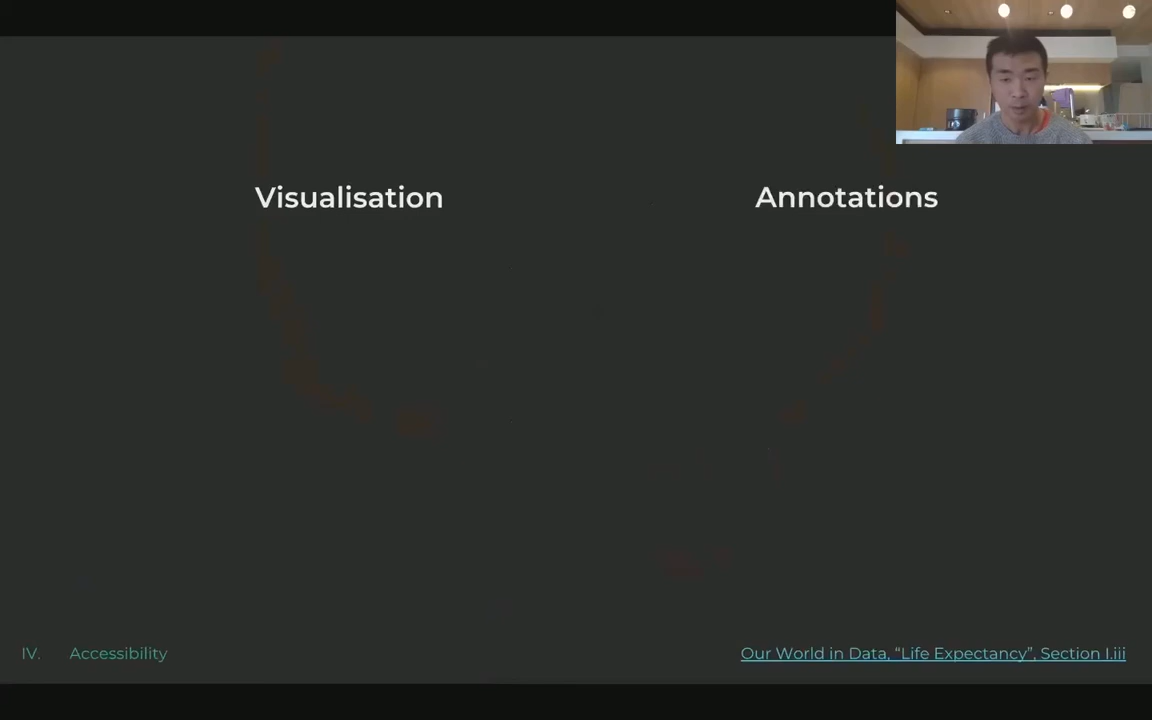 Visualisation
Annotations
IV. Accessibility
Our World in Data, “Life Expectancy”, Section I.iii